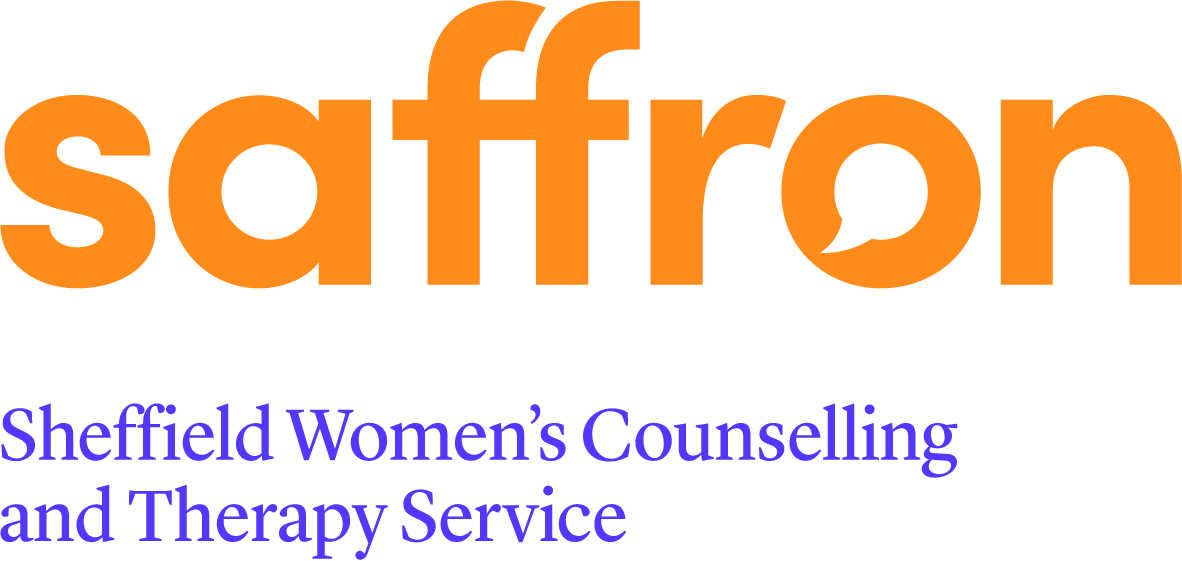 saffron
Sheffield Women’s Counselling
and Therapy Service